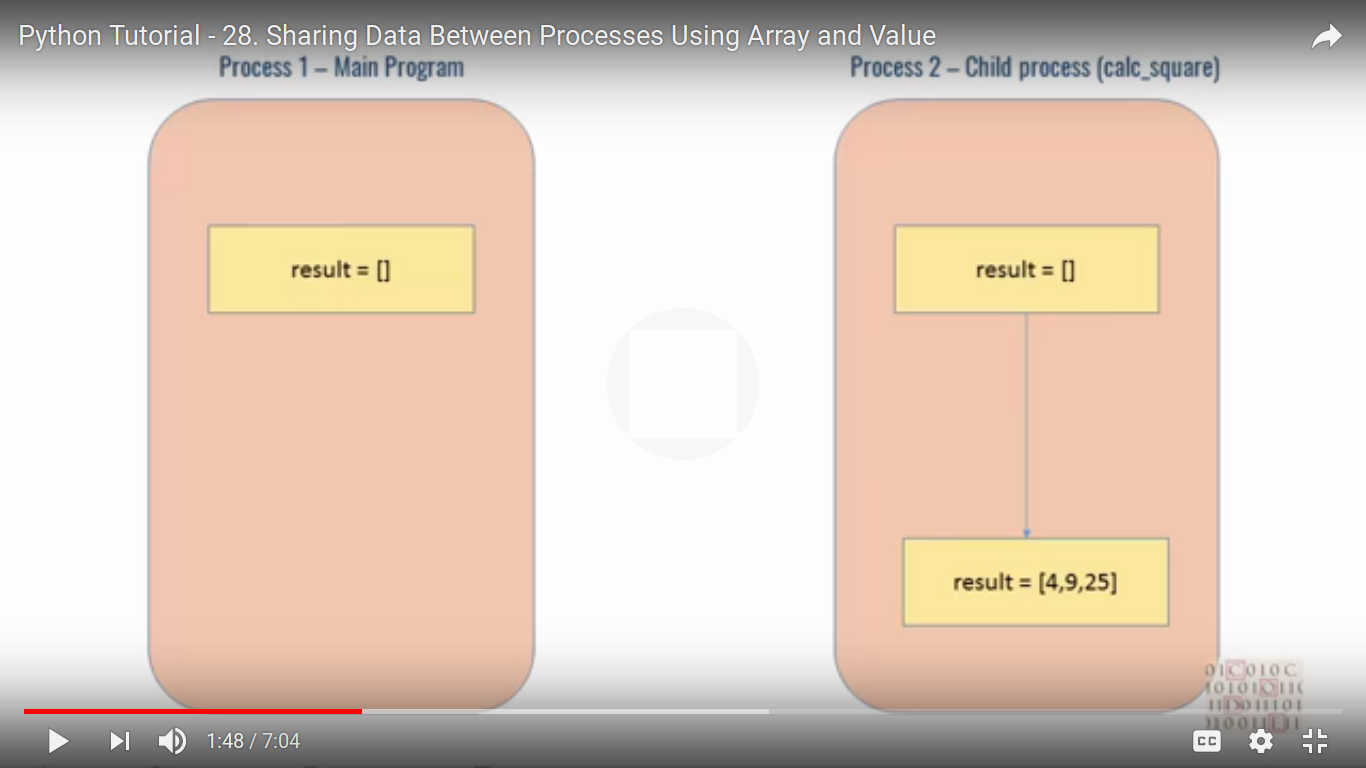 Python Tutorial - 28. Sharing Data Between Processes Using Array and Value
Process 1 – Main Program
Process 2 – Child process (calc_square)
result = []
result = []
result = [4,9,25]
1:48 / 7:04
CC